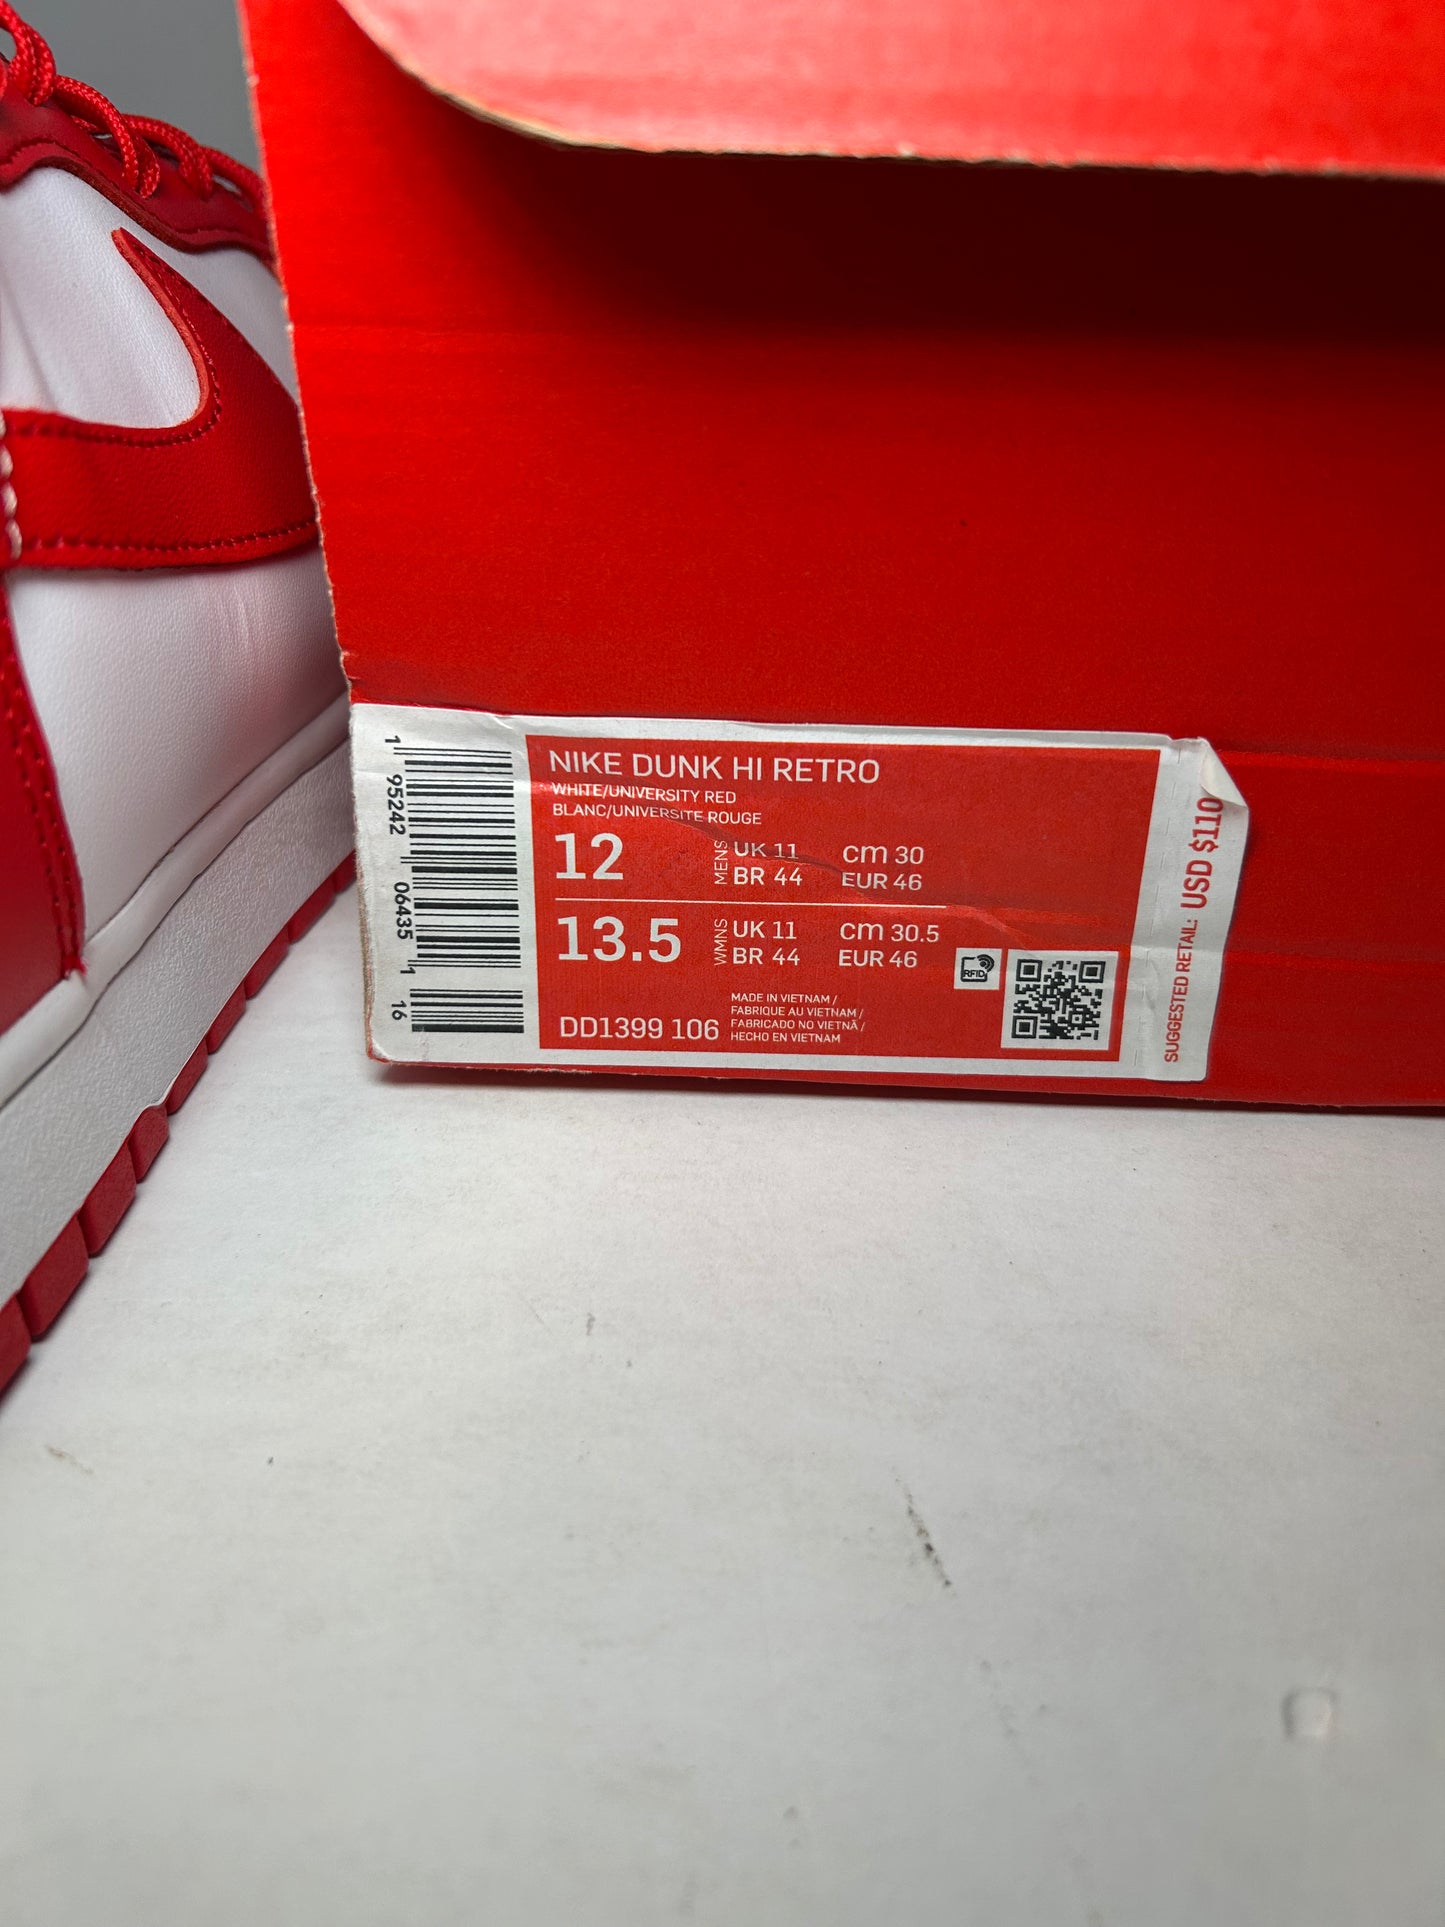 NIKE DUNK HI RETRO
WHITE/UNIVERSITY RED
BLANC/UNIVERSITE ROUGE
12 MENS UK 11 cm 30
BR 44 EUR 46
13.5 WMNS UK 11 cm 30.5
BR 44 EUR 46
RFID
DD1399 106
MADE IN VIETNAM /
FABRIQUE AU VIETNAM /
FABRICADO NO VIETNÃ /
HECHO EN VIETNAM
1 95242 06435 1 16
SUGGESTED RETAIL: USD $110